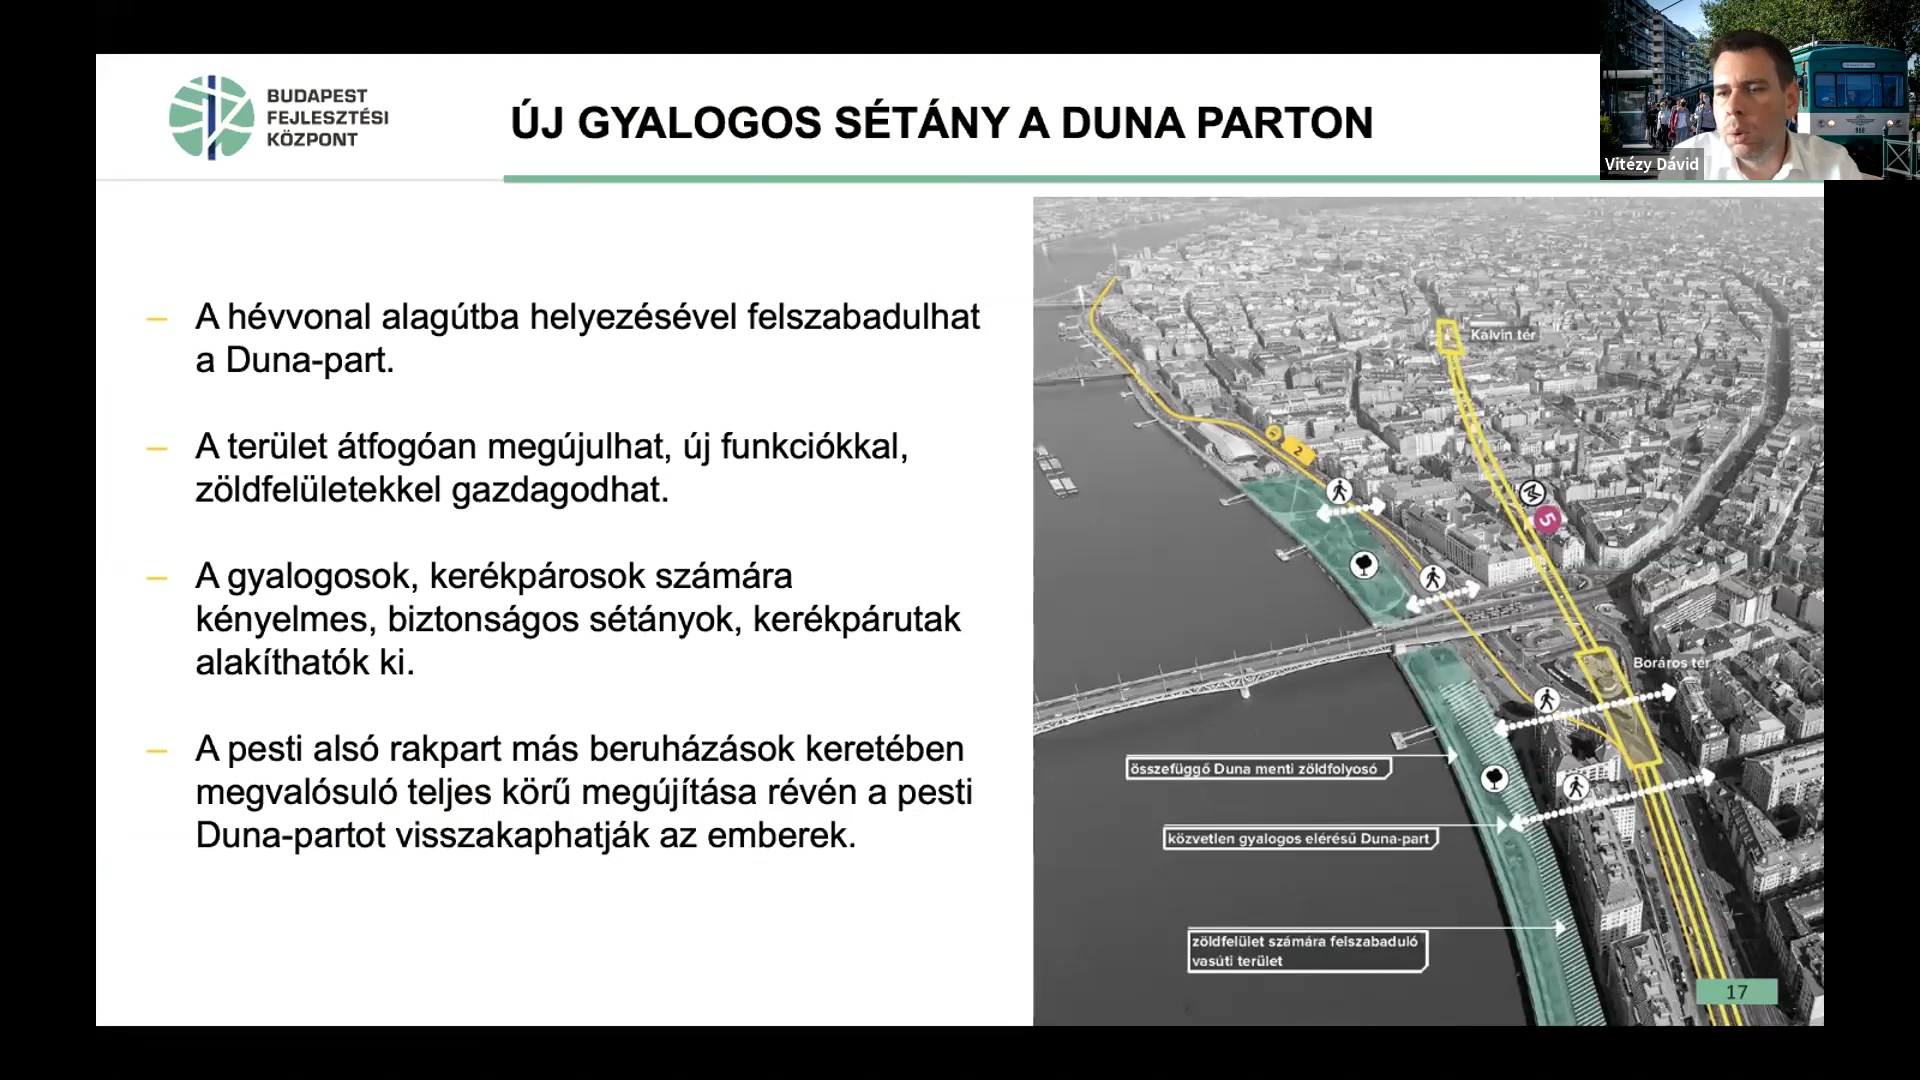 BUDAPEST
FEJLESZTÉSI
KÖZPONT
ÚJ GYALOGOS SÉTÁNY A DUNA PARTON
Vitézy Dávid
– A hévvonal alagútba helyezésével felszabadulhat
a Duna-part.
– A terület átfogóan megújulhat, új funkciókkal,
zöldfelületekkel gazdagodhat.
– A gyalogosok, kerékpárosok számára
kényelmes, biztonságos sétányok, kerékpárutak
alakíthatók ki.
– A pesti alsó rakpart más beruházások keretében
megvalósuló teljes körű megújítása révén a pesti
Duna-partot visszakaphatják az emberek.
Kálvin tér
2
5
Boráros tér
összefüggő Duna menti zöldfolyosó
közvetlen gyalogos elérésű Duna-part
zöldfelület számára felszabaduló
vasúti terület
17